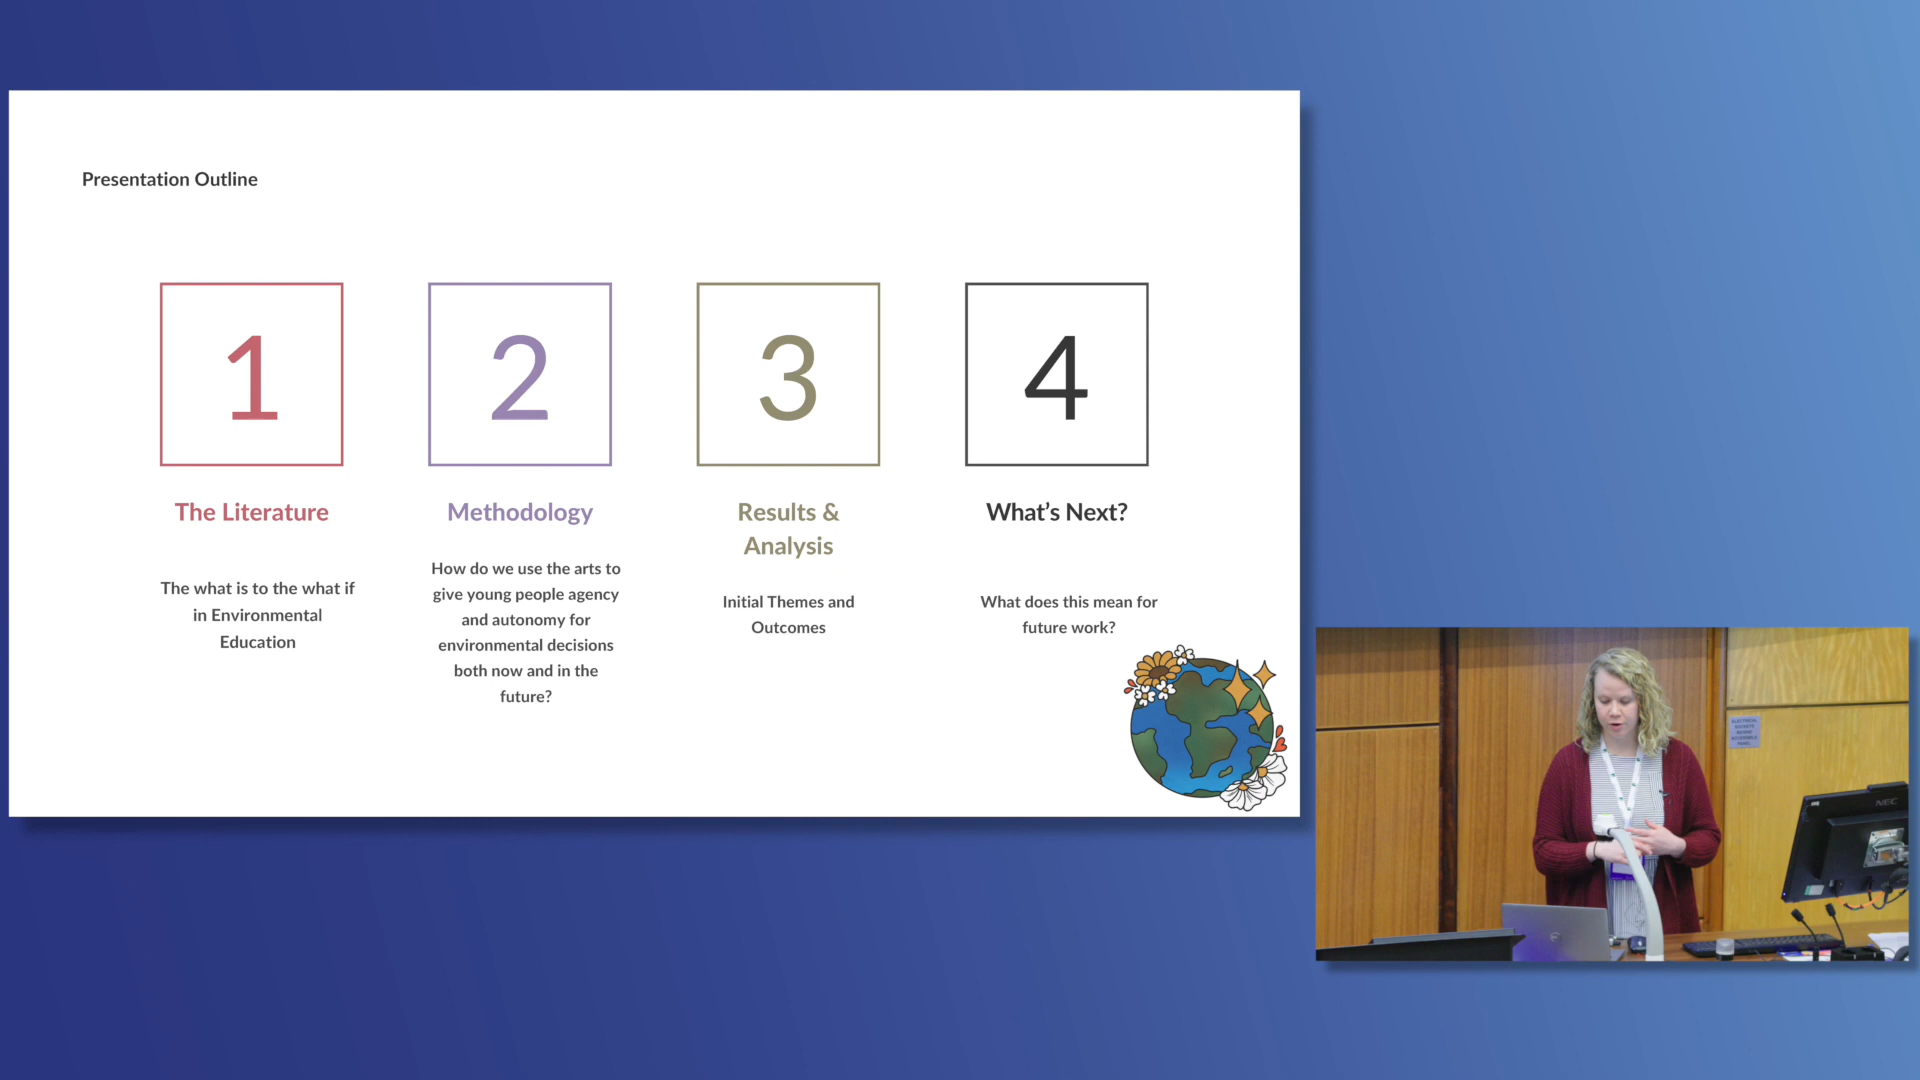 Presentation Outline
1
2
3
4
The Literature
Methodology
Results &
Analysis
What's Next?
The what is to the what if
in Environmental
Education
How do we use the arts to
give young people agency
and autonomy for
environmental decisions
both now and in the
future?
Initial Themes and
Outcomes
What does this mean for
future work?
NEC